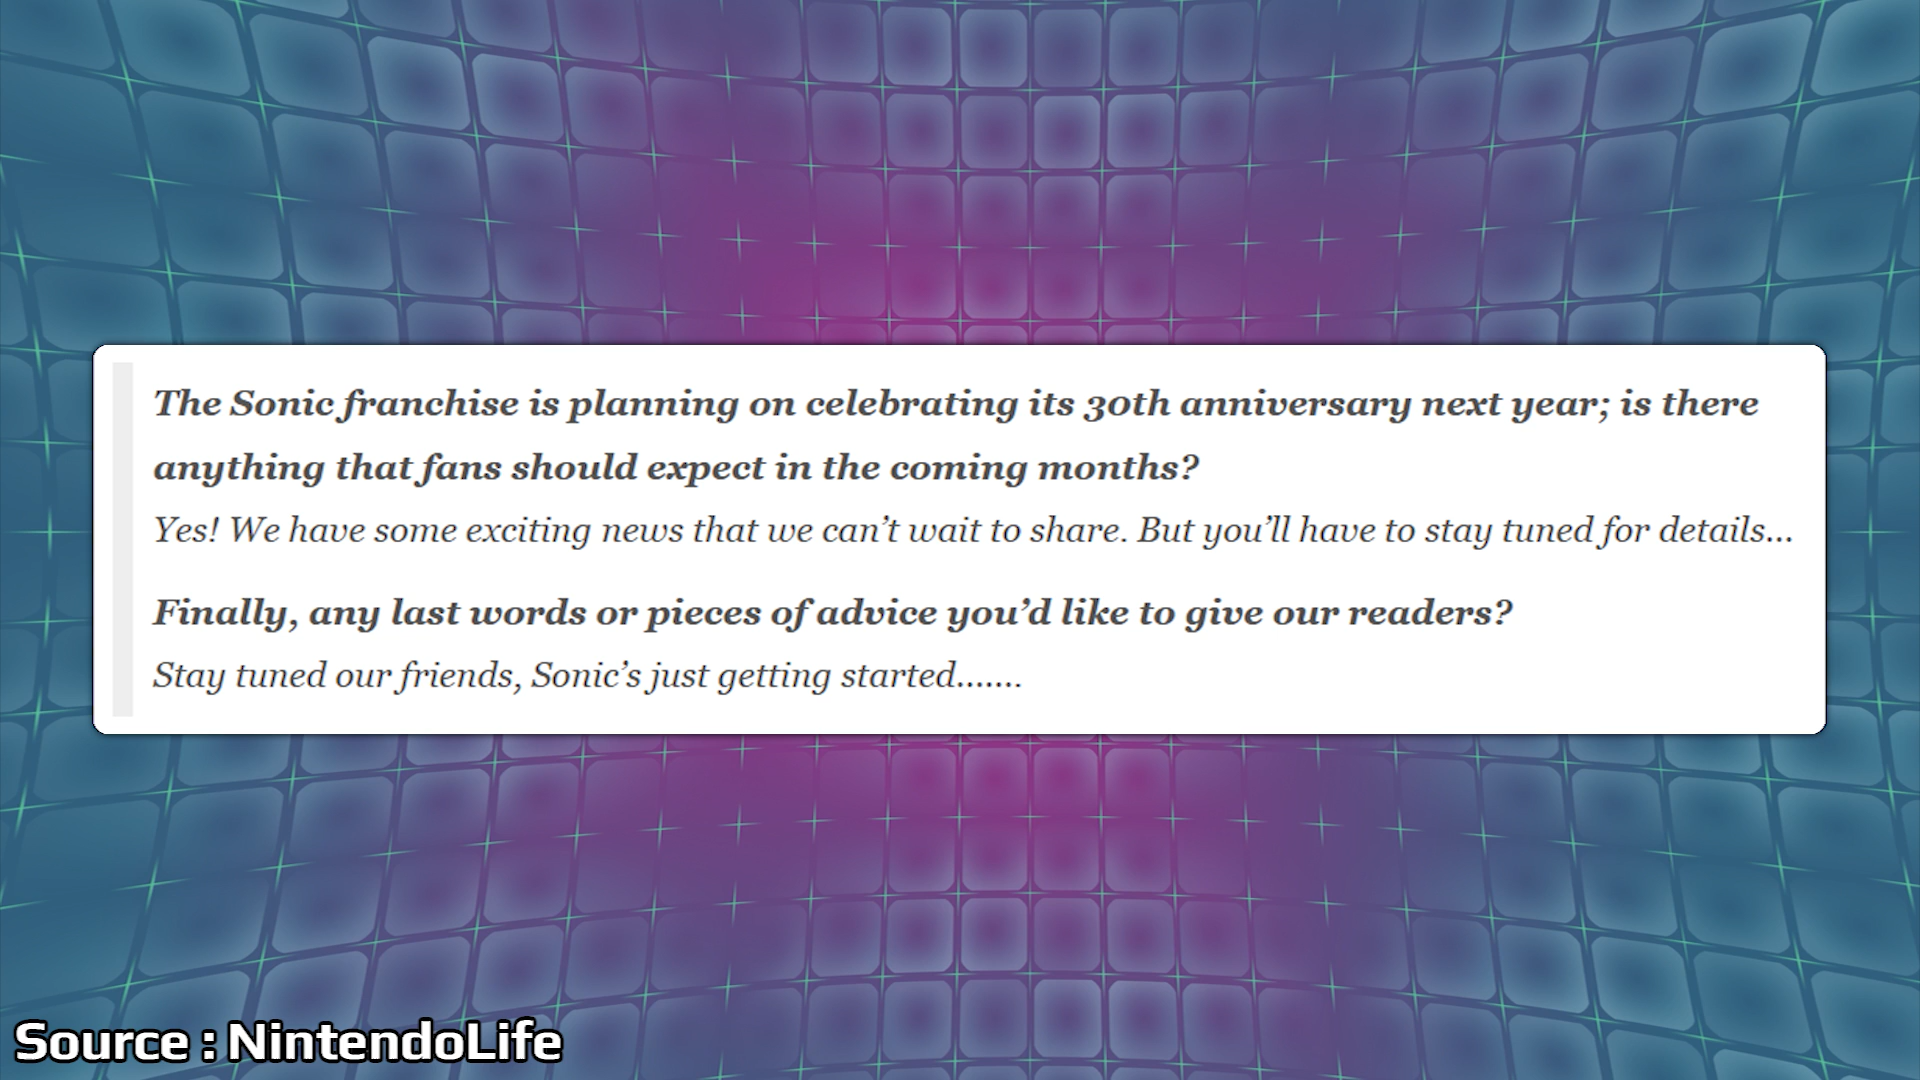 The Sonic franchise is planning on celebrating its 30th anniversary next year; is there
anything that fans should expect in the coming months?
Yes! We have some exciting news that we can’t wait to share. But you’ll have to stay tuned for details...
Finally, any last words or pieces of advice you’d like to give our readers?
Stay tuned our friends, Sonic’s just getting started.......
Source : NintendoLife